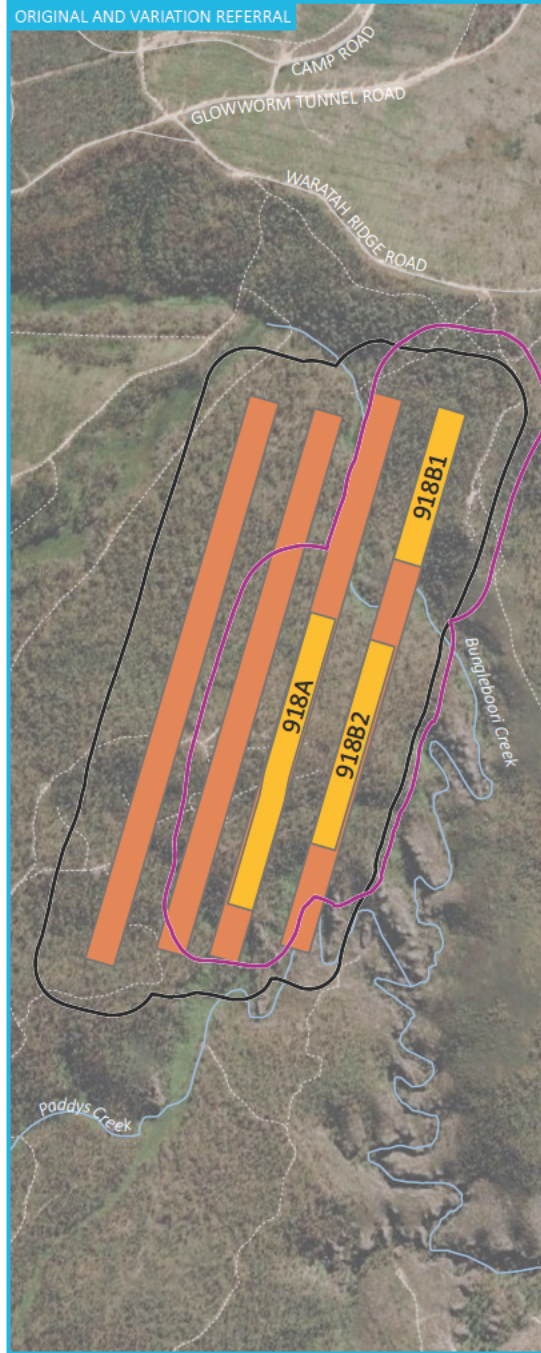 ORIGINAL AND VARIATION REFERRAL
CAMP ROAD
GLOWWORM TUNNEL ROAD
WARATAH RIDGE ROAD
918B1
Bungleboori Creek
918A
918B2
Paddys Creek